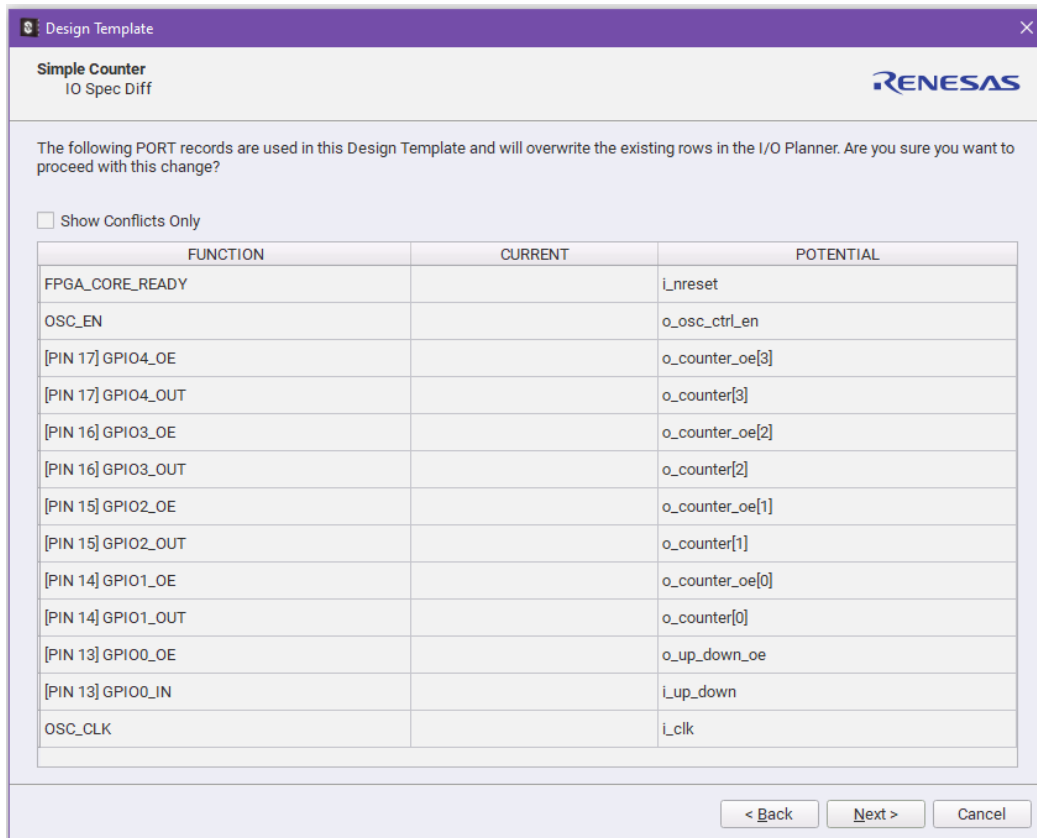 Design Template
Simple Counter
IO Spec Diff
RENESAS
The following PORT records are used in this Design Template and will overwrite the existing rows in the I/O Planner. Are you sure you want to
proceed with this change?
Show Conflicts Only
FUNCTION CURRENT POTENTIAL
FPGA_CORE_READY i_nreset
OSC_EN o_osc_ctrl_en
[PIN 17] GPIO4_OE o_counter_oe[3]
[PIN 17] GPIO4_OUT o_counter[3]
[PIN 16] GPIO3_OE o_counter_oe[2]
[PIN 16] GPIO3_OUT o_counter[2]
[PIN 15] GPIO2_OE o_counter_oe[1]
[PIN 15] GPIO2_OUT o_counter[1]
[PIN 14] GPIO1_OE o_counter_oe[0]
[PIN 14] GPIO1_OUT o_counter[0]
[PIN 13] GPIO0_OE o_up_down_oe
[PIN 13] GPIO0_IN i_up_down
OSC_CLK i_clk
< Back Next > Cancel